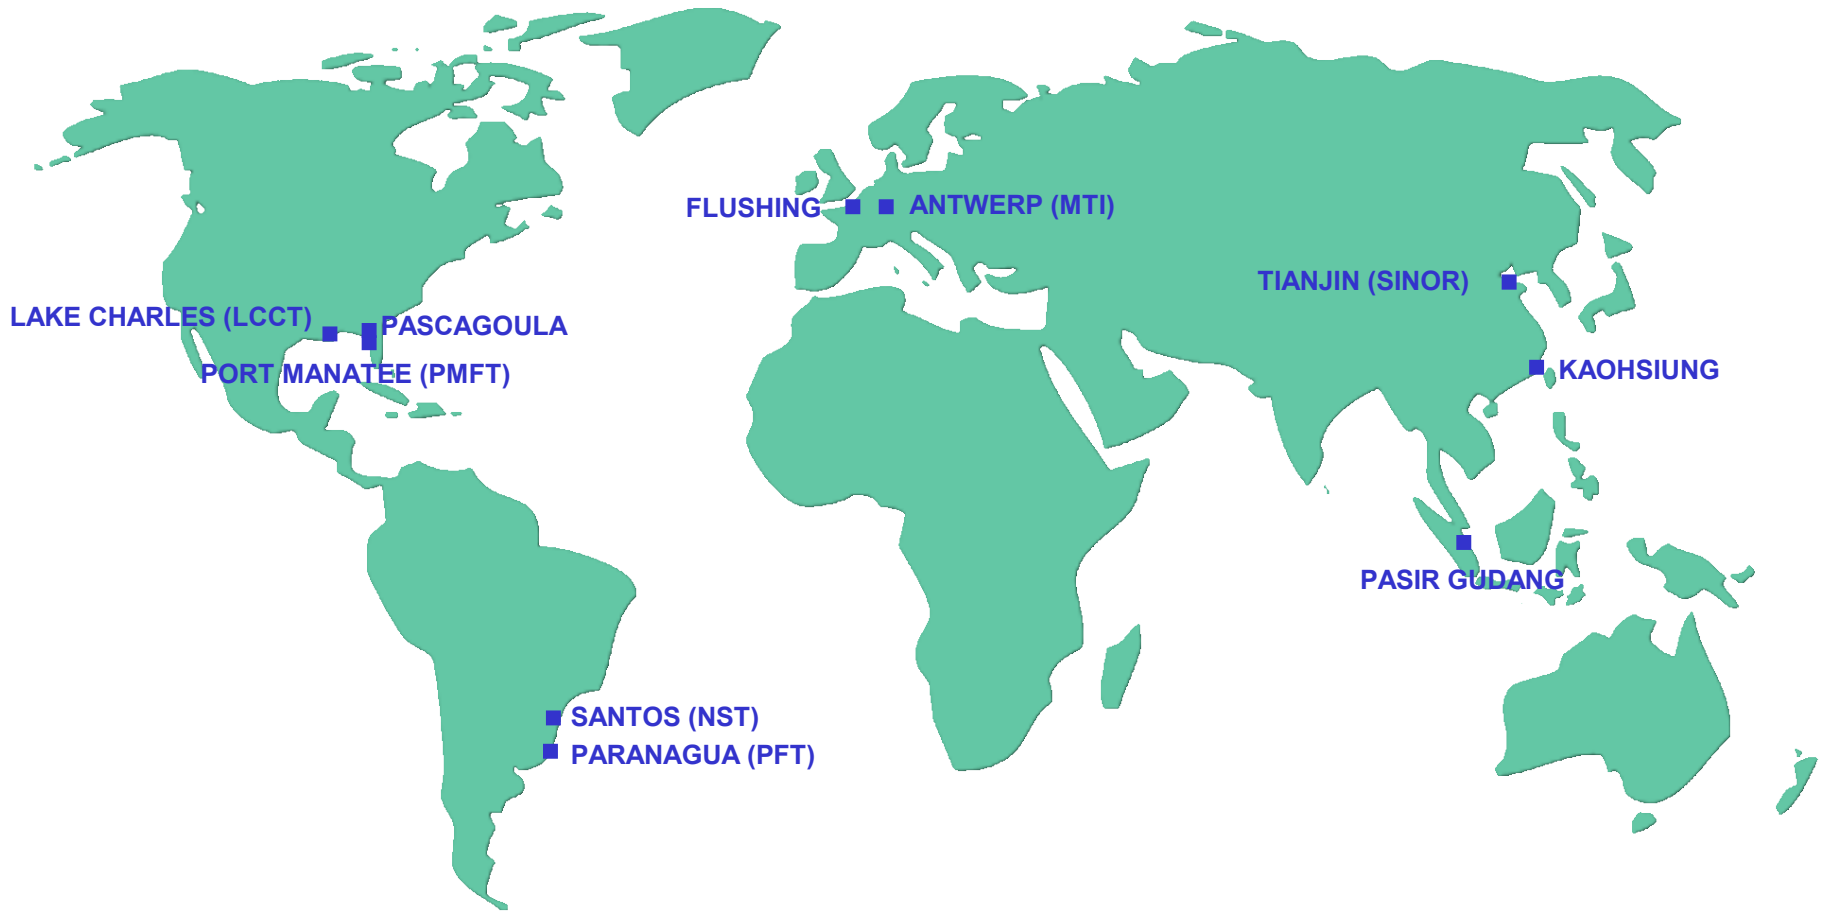 FLUSHING
ANTWERP (MTI)
TIANJIN (SINOR)
LAKE CHARLES (LCCT)
PASCAGOULA
PORT MANATEE (PMFT)
KAOHSIUNG
PASIR GUDANG
SANTOS (NST)
PARANAGUA (PFT)